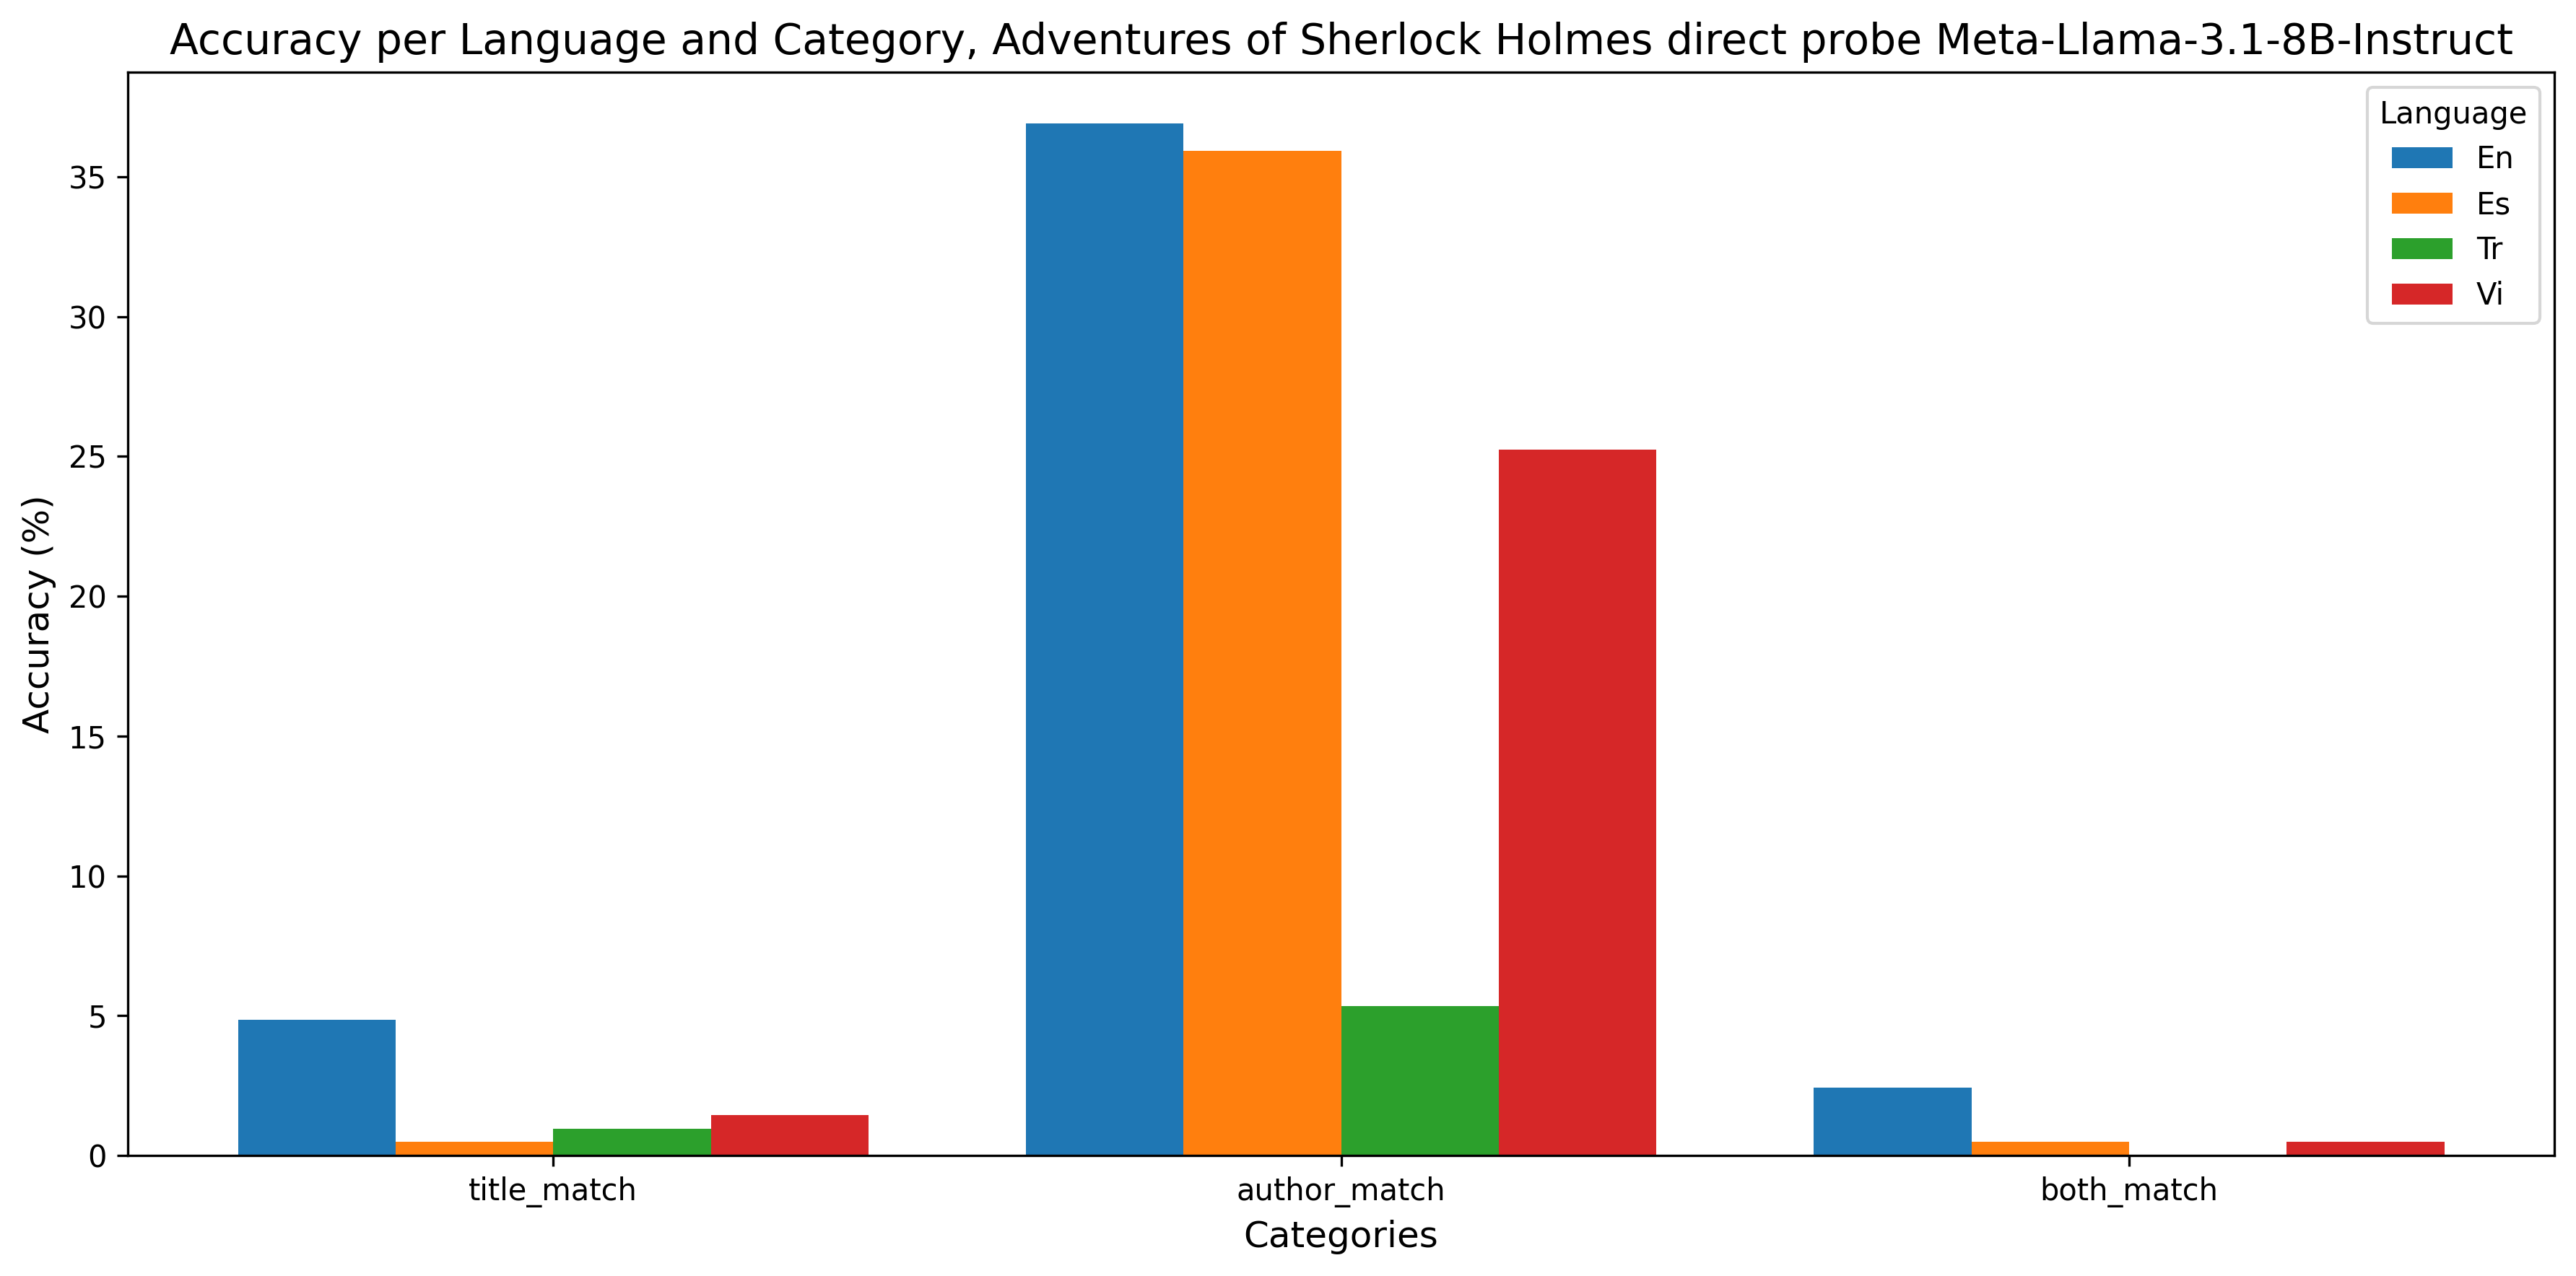 Accuracy per Language and Category, Adventures of Sherlock Holmes direct probe Meta-Llama-3.1-8B-Instruct
Accuracy (%)
35
30
25
20
15
10
5
0
Language
En
Es
Tr
Vi
title_match
author_match
both_match
Categories